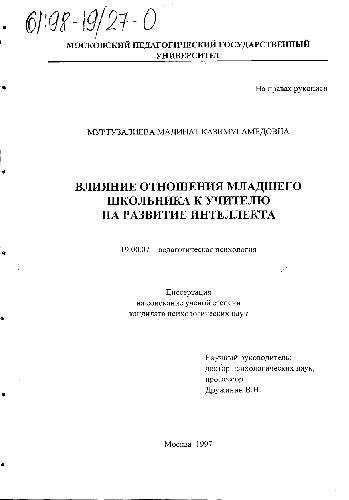 61:98-19/27-0
МОСКОВСКИЙ ПЕДАГОГИЧЕСКИЙ ГОСУДАРСТВЕННЫЙ
УНИВЕРСИТЕТ
На правах рукописи
МУРТУЗАЛИЕВА МАДИНАТ КАЗИМУГАМЕДОВНА
ВЛИЯНИЕ ОТНОШЕНИЯ МЛАДШЕГО
ШКОЛЬНИКА К УЧИТЕЛЮ
НА РАЗВИТИЕ ИНТЕЛЛЕКТА
19.00.07 педагогическая психология
Диссертация
на соискание ученой степени
кандидата психологических наук
Научный руководитель:
доктор психологических наук,
профессор
Дружинин В.Н.
Москва 1997